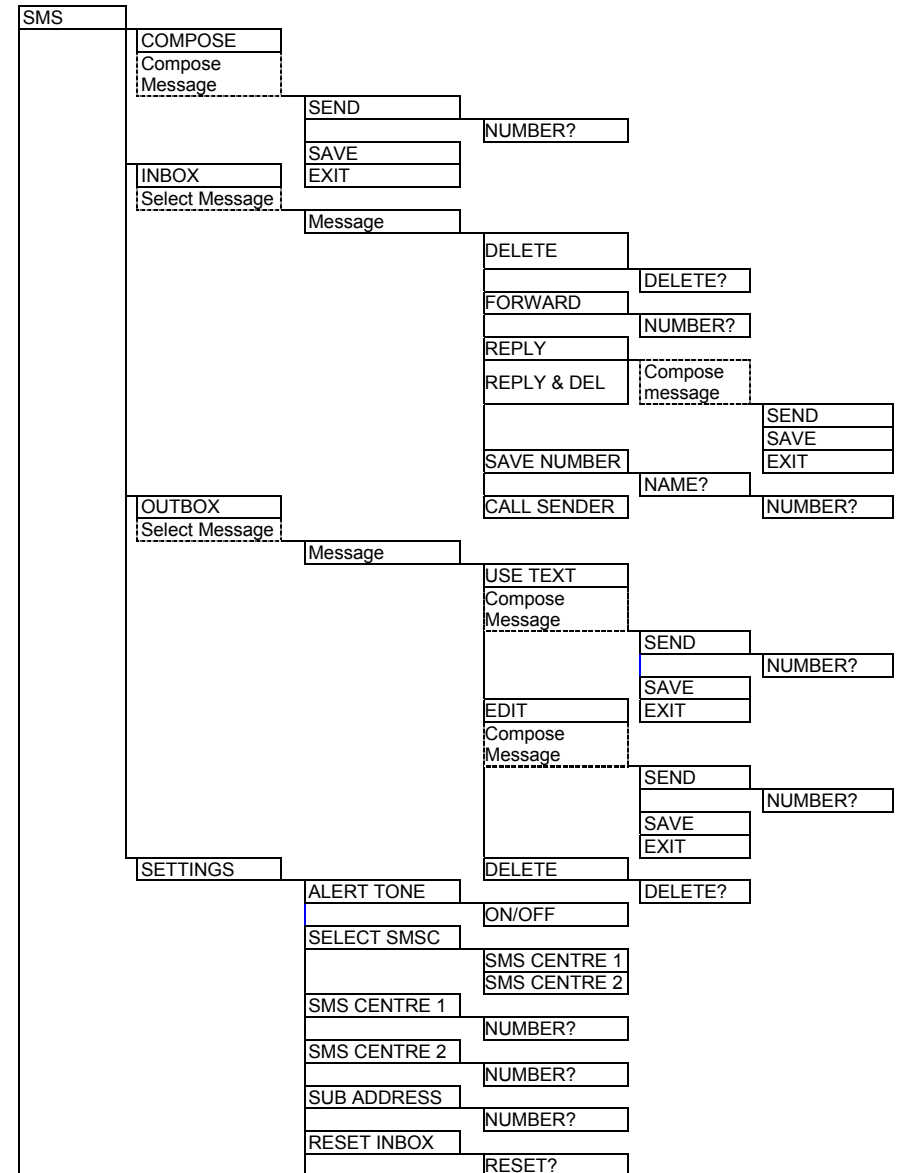 SMS
COMPOSE
Compose
Message
SEND
NUMBER?
SAVE
INBOX
EXIT
Select Message
Message
DELETE
DELETE?
FORWARD
NUMBER?
REPLY
REPLY & DEL
Compose
message
SEND
SAVE
SAVE NUMBER
EXIT
NAME?
OUTBOX
CALL SENDER
NUMBER?
Select Message
Message
USE TEXT
Compose
Message
SEND
NUMBER?
SAVE
EDIT
EXIT
Compose
Message
SEND
NUMBER?
SAVE
EXIT
SETTINGS
DELETE
ALERT TONE
DELETE?
ON/OFF
SELECT SMSC
SMS CENTRE 1
SMS CENTRE 2
SMS CENTRE 1
NUMBER?
SMS CENTRE 2
NUMBER?
SUB ADDRESS
NUMBER?
RESET INBOX
RESET?